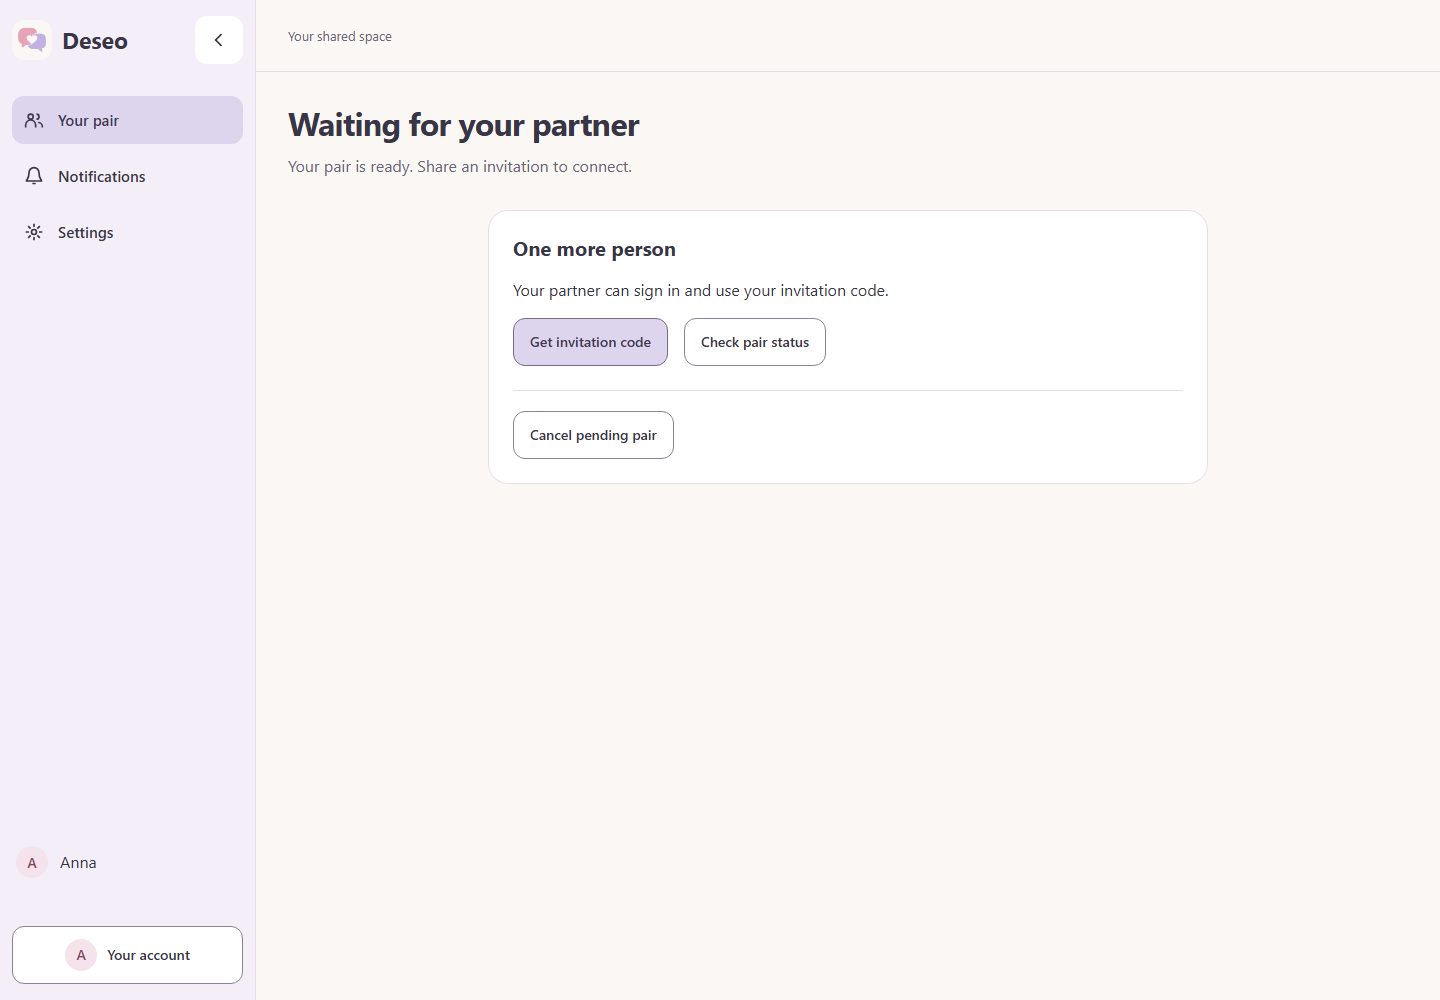 Deseo
Your pair
Notifications
Settings
A
Anna
A
Your account
Your shared space
Waiting for your partner
Your pair is ready. Share an invitation to connect.
One more person
Your partner can sign in and use your invitation code.
Get invitation code
Check pair status
Cancel pending pair